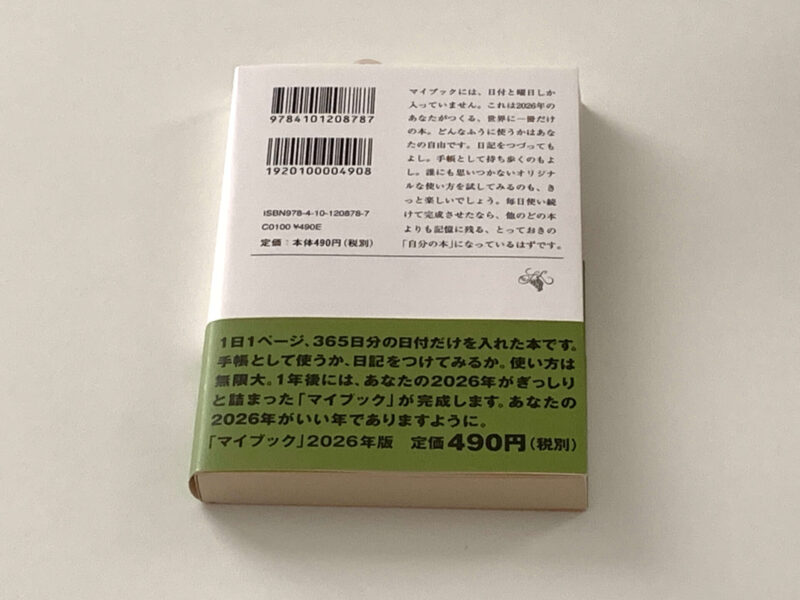 9784101208787
1920100004908
ISBN978-4-10-120878-7
C0100 ¥490E
定価：本体490円（税別）
マイブックには、日付と曜日しか
入っていません。これは2026年の
あなたがつくる、世界に一冊だけ
の本。どんなふうに使うかはあな
たの自由です。日記をつづっても
よし。手帳として持ち歩くのもよ
し。誰にも思いつかないオリジナ
ルな使い方を試してみるのも、き
っと楽しいでしょう。毎日使い続
けて完成させたなら、他のどの本
よりも記憶に残る、とっておきの
「自分の本」になっているはずです。
1日1ページ、365日分の日付だけを入れた本です。
手帳として使うか、日記をつけてみるか。使い方は
無限大。1年後には、あなたの2026年がぎっしり
と詰まった「マイブック」が完成します。あなたの
2026年がいい年でありますように。
「マイブック」2026年版　定価490円（税別）